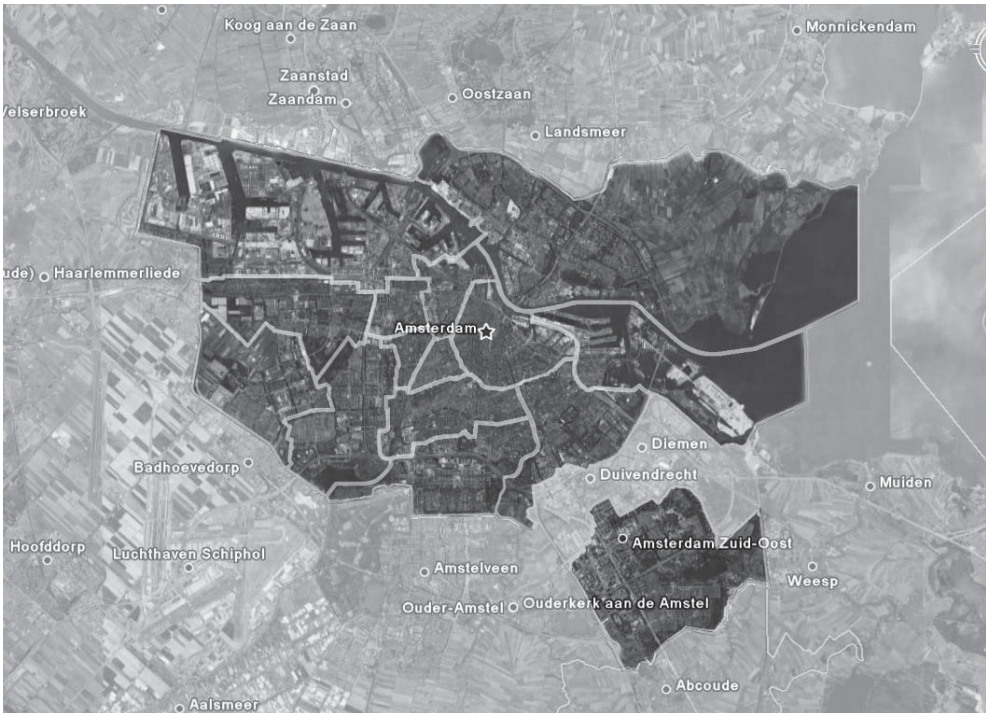 Koog aan de Zaan
Monnickendam
Zaanstad
Zaandam
Oostzaan
Velserbroek
Landsmeer
ude) Haarlemmerliede
Amsterdam
Diemen
Badhoevedorp
Duivendrecht
Muiden
Amsterdam Zuid-Oost
Hoofddorp
Luchthaven Schiphol
Amstelveen
Weesp
Ouder-Amstel
Ouderkerk aan de Amstel
Abcoude
Aalsmeer